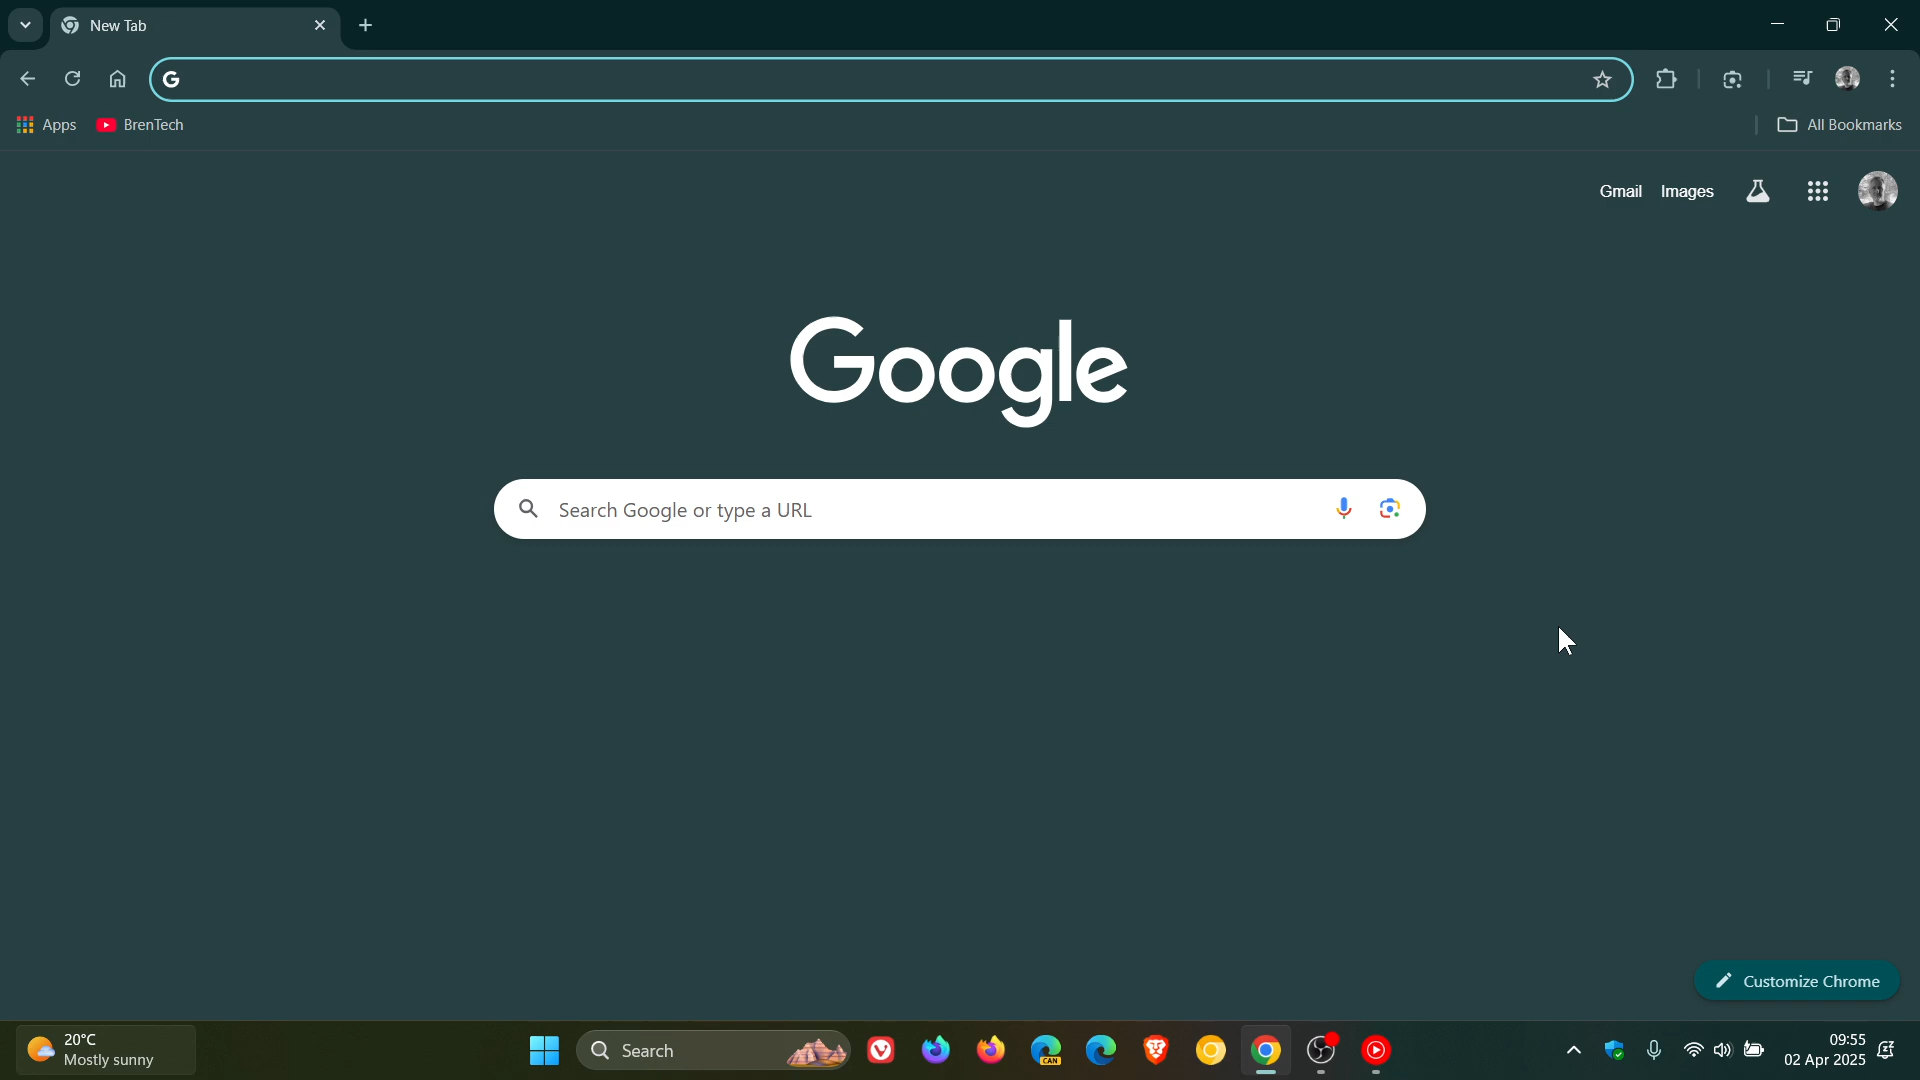 New Tab
Apps
BrenTech
All Bookmarks
Gmail
Images
Google
Search Google or type a URL
Customize Chrome
20°C
Mostly sunny
Search
CAN
09:55
02 Apr 2025